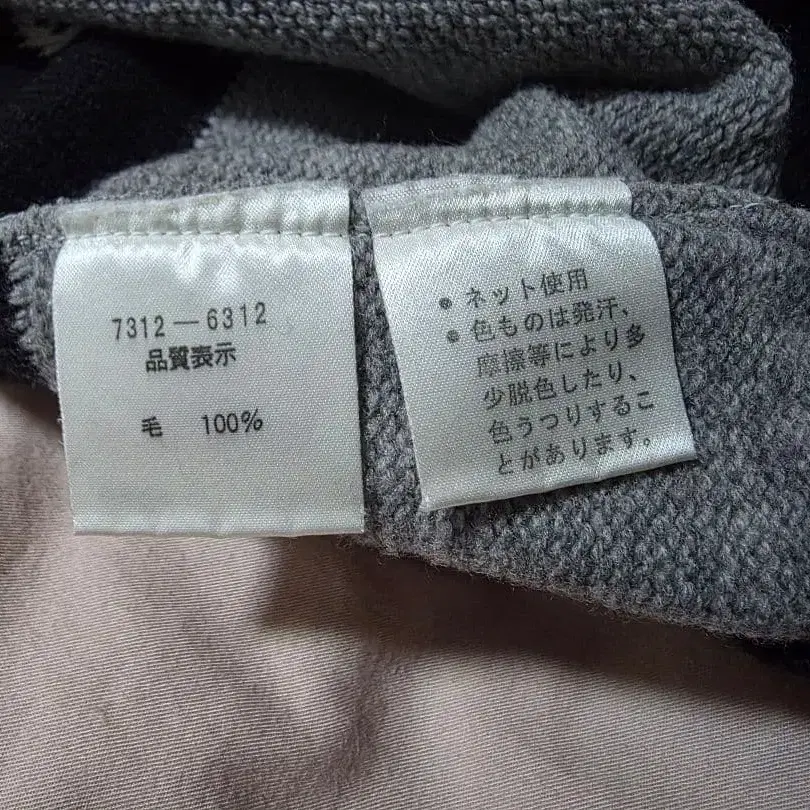 7312—6312
品質表示
毛 100%
• ネット使用
• 色ものは発汗、
摩擦等により多
少脱色したり、
色うつりするこ
とがあります。